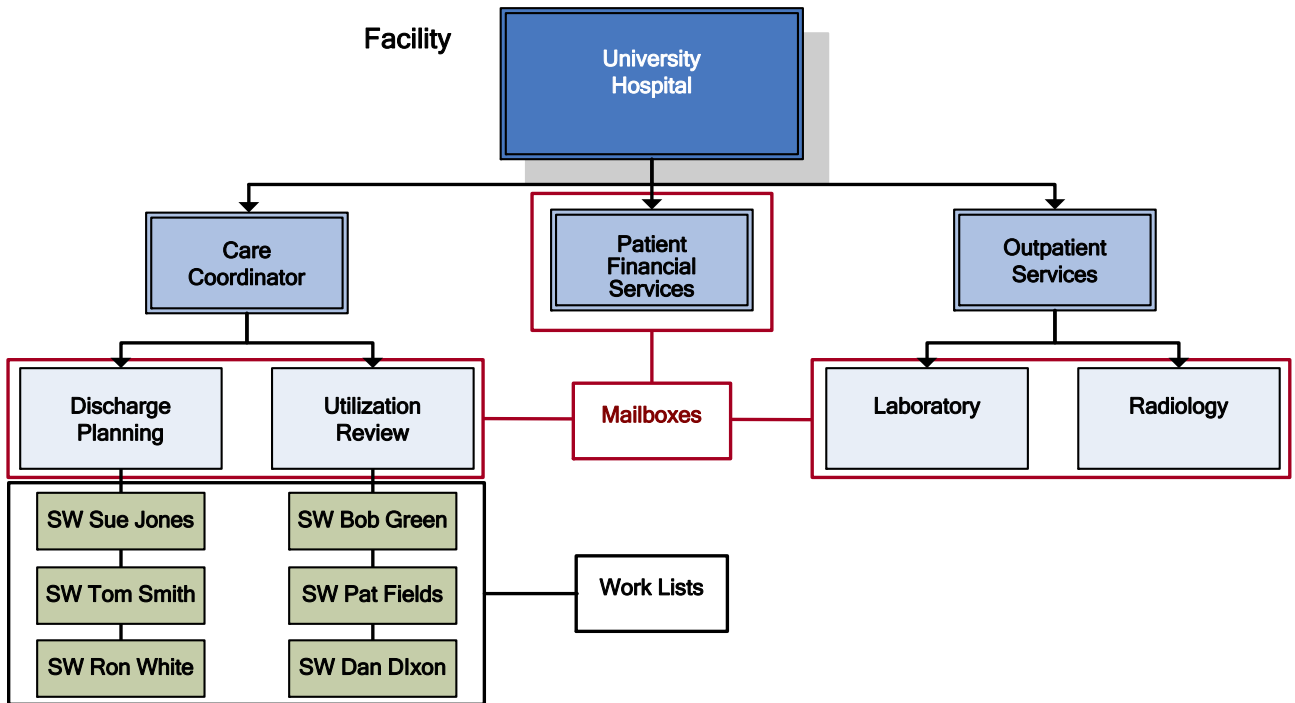 Facility
University
Hospital
Care
Coordinator
Patient
Financial
Services
Outpatient
Services
Discharge
Planning
Utilization
Review
Mailboxes
Laboratory
Radiology
SW Sue Jones
SW Bob Green
SW Tom Smith
SW Pat Fields
Work Lists
SW Ron White
SW Dan DIxon